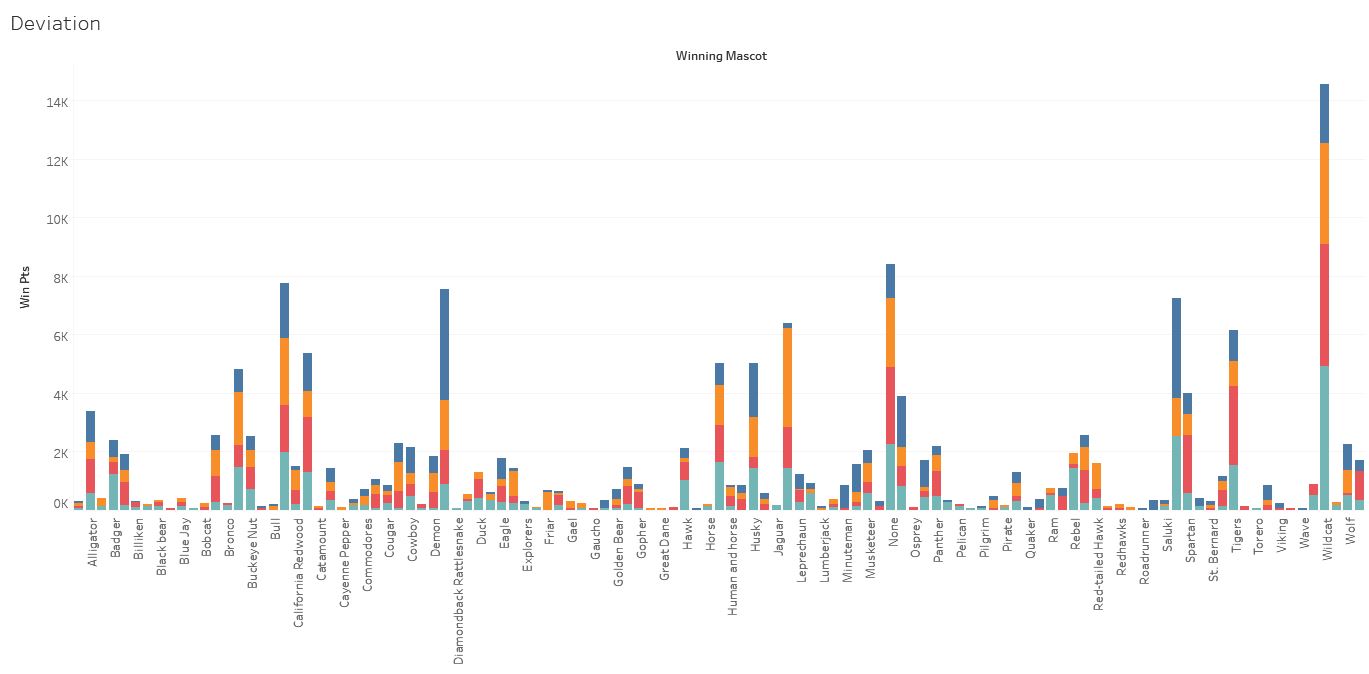 Deviation
Winning Mascot
Win Pts
14K
12K
10K
8K
6K
4K
2K
0K
Alligator
Badger
Billiken
Black bear
Blue Jay
Bobcat
Bronco
Buckeye Nut
Bull
California Redwood
Catamount
Cayenne Pepper
Commodores
Cougar
Cowboy
Demon
Diamondback Rattlesnake
Duck
Eagle
Explorers
Friar
Gael
Gaucho
Golden Bear
Gopher
Great Dane
Hawk
Horse
Human and horse
Husky
Jaguar
Leprechaun
Lumberjack
Minuteman
Musketeer
None
Osprey
Panther
Pelican
Pilgrim
Pirate
Quaker
Ram
Rebel
Red-tailed Hawk
Redhawks
Roadrunner
Saluki
Spartan
St. Bernard
Tigers
Torero
Viking
Wave
Wildcat
Wolf